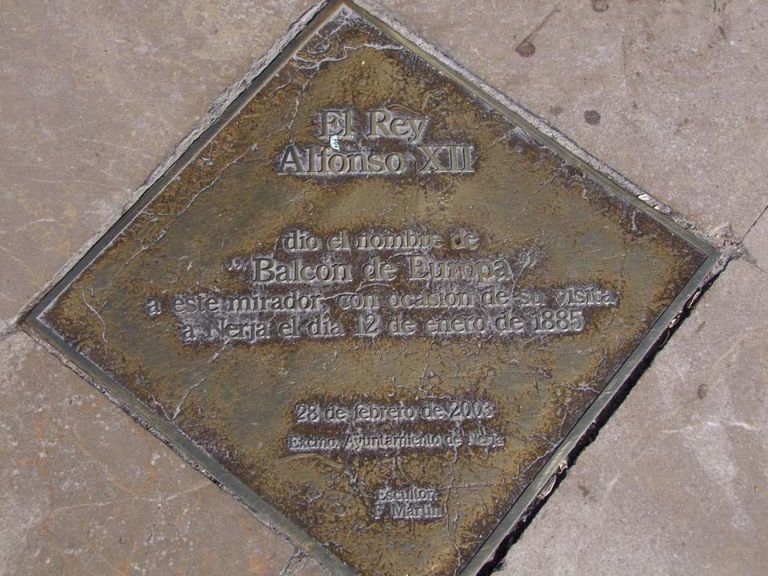 El Rey
Alfonso XII
dio el nombre de
"Balcón de Europa"
a este mirador, con ocasión de su visita
a Nerja el día 12 de enero de 1885
28 de febrero de 2003
Excmo. Ayuntamiento de Nerja
Escultor:
F Martín